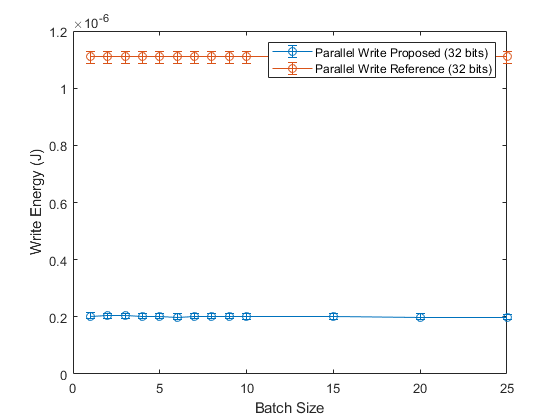 ×10^-6
1.2
1
0.8
0.6
0.4
0.2
0
Write Energy (J)
Parallel Write Proposed (32 bits)
Parallel Write Reference (32 bits)
0 5 10 15 20 25
Batch Size